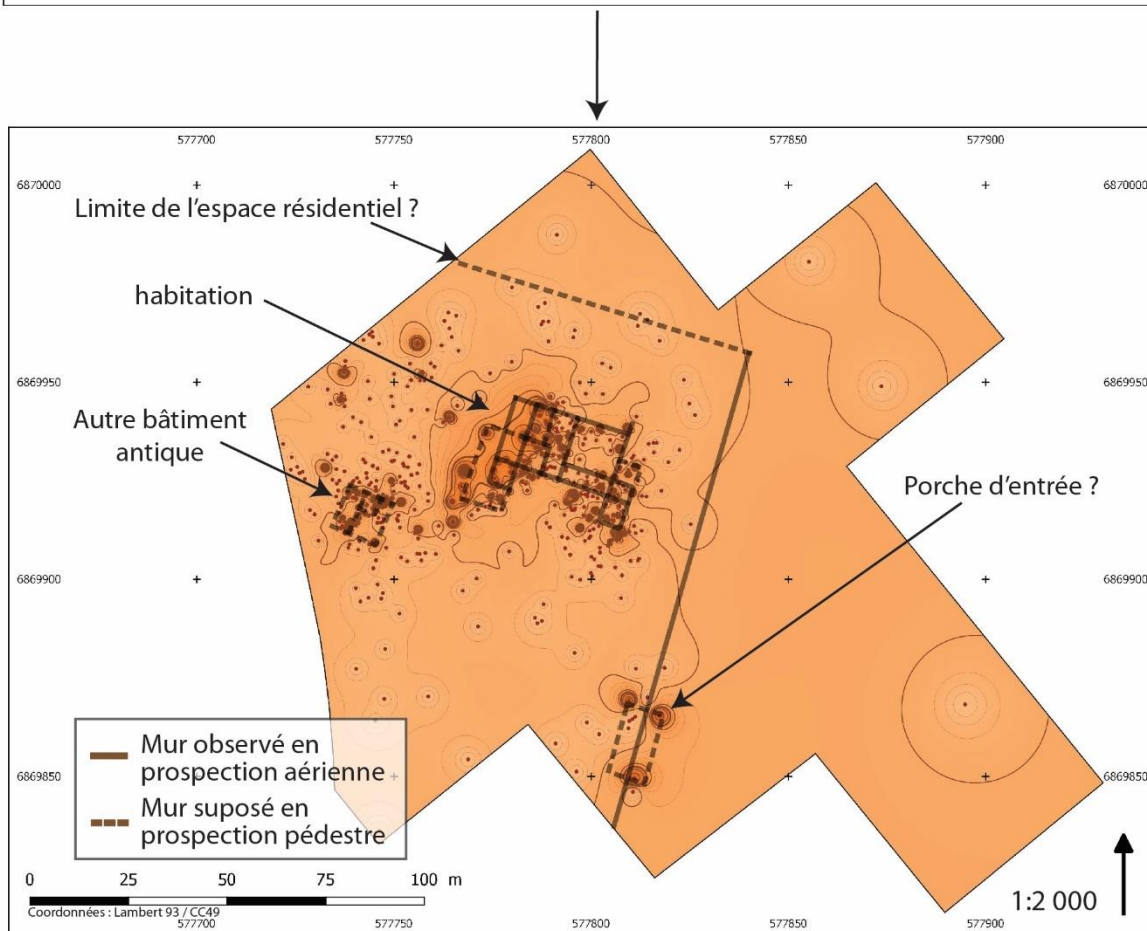 577700 577750 577800 577850 577900
6870000 6870000
Limite de l'espace résidentiel ?
habitation
6869950 6869950
Autre bâtiment
antique
Porche d'entrée ?
6869900 6869900
Mur observé en
prospection aérienne
Mur suposé en
prospection pédestre
6869850 6869850
0 25 50 75 100 m
Coordonnées : Lambert 93 / CC49
1:2 000
577700 577750 577800 577850 577900